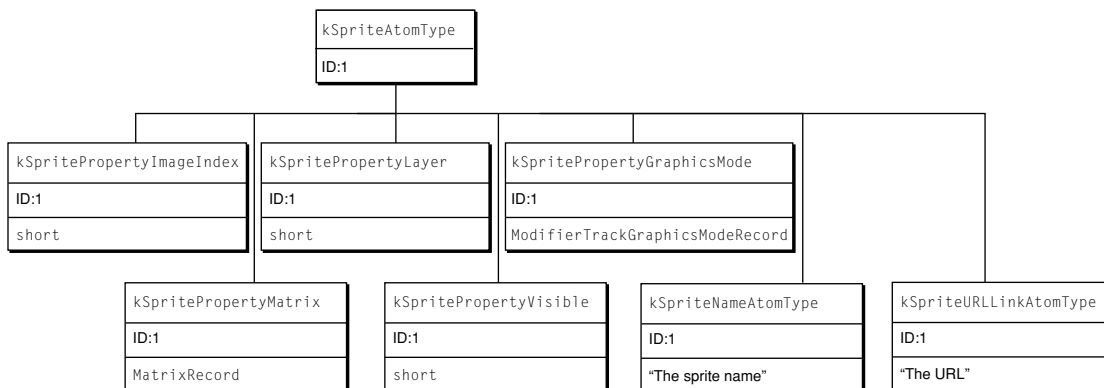 kSpriteAtomType
ID:1
kSpritePropertyImageIndex
ID:1
short
kSpritePropertyLayer
ID:1
short
kSpritePropertyGraphicsMode
ID:1
ModifierTrackGraphicsModeRecord
kSpritePropertyMatrix
ID:1
MatrixRecord
kSpritePropertyVisible
ID:1
short
kSpriteNameAtomType
ID:1
“The sprite name”
kSpriteURLLinkAtomType
ID:1
“The URL”